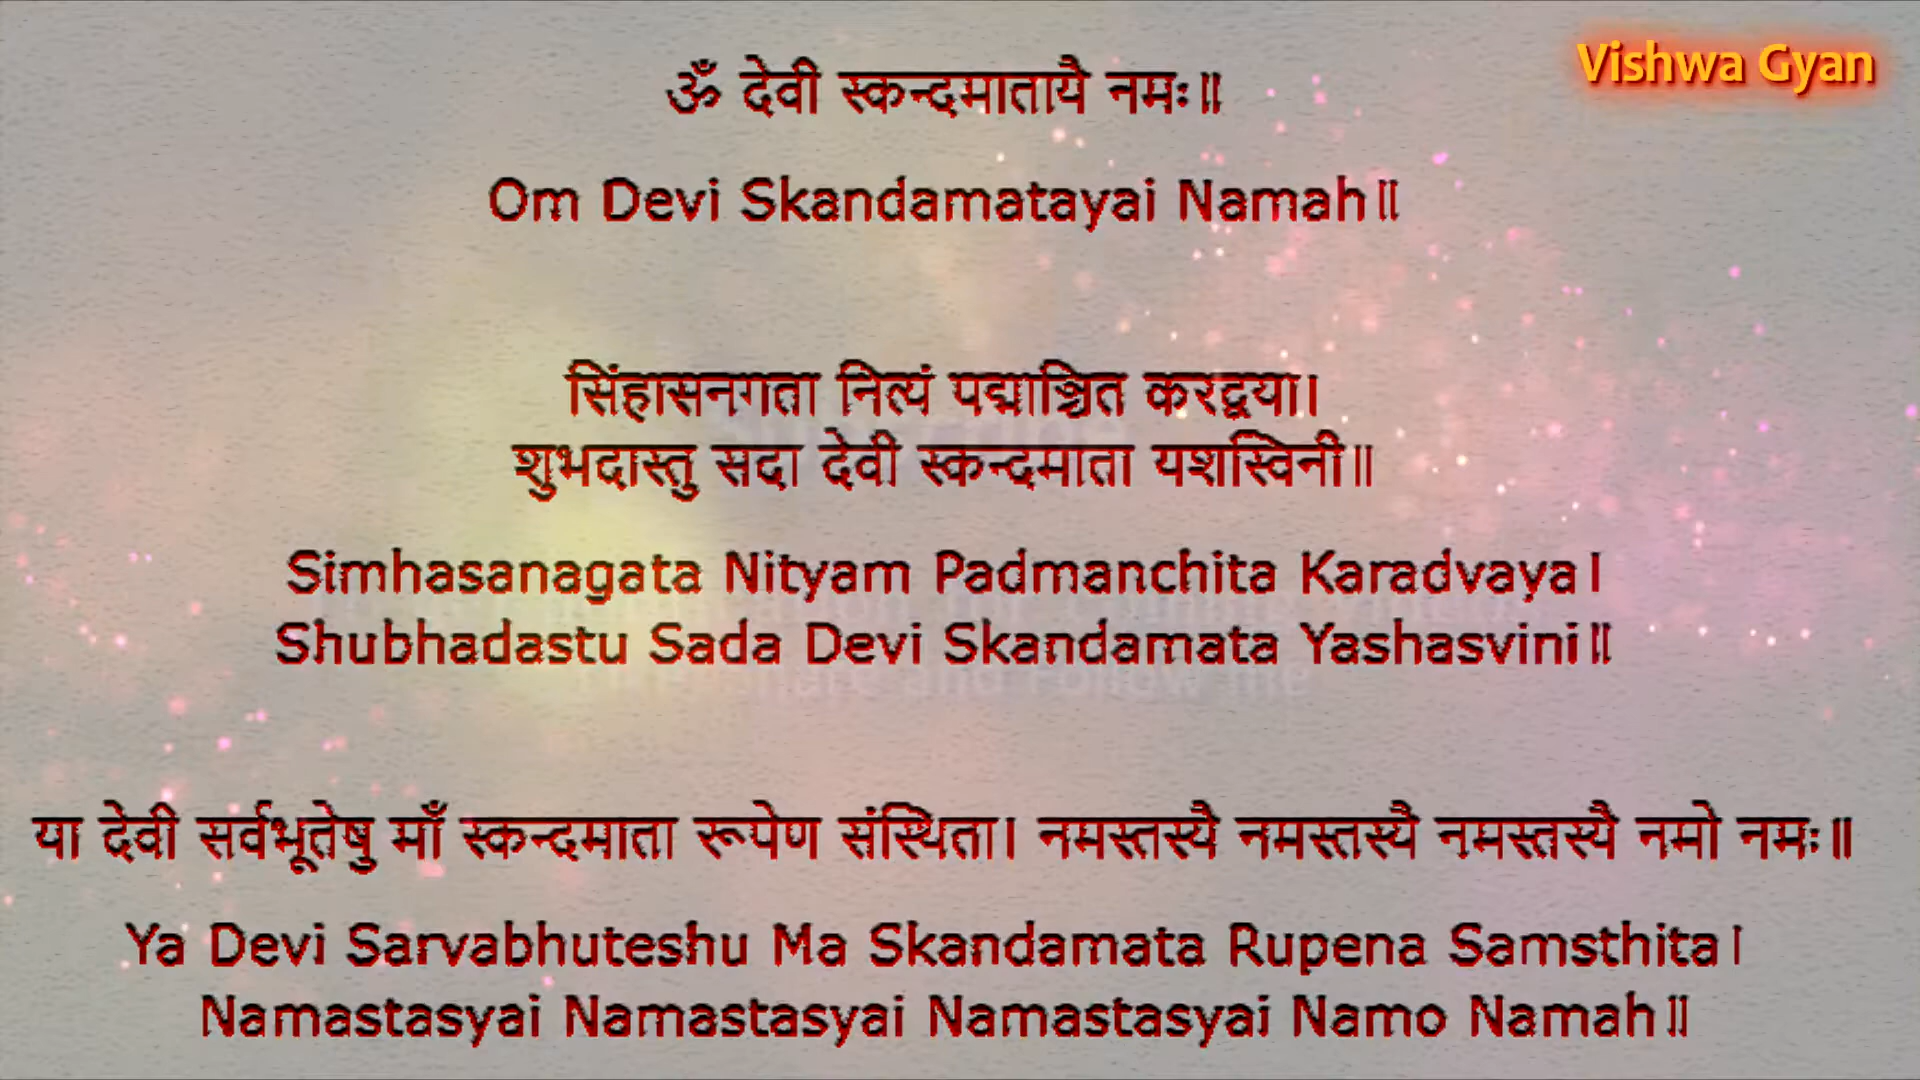 Vishwa Gyan
ॐ देवी स्कन्दमातायै नमः॥
Om Devi Skandamatayai Namah॥
सिंहासनगता नित्यं पद्माञ्चित करद्वया।
शुभदास्तु सदा देवी स्कन्दमाता यशस्विनी॥
Simhasanagata Nityam Padmanchita Karadvaya।
Shubhadastu Sada Devi Skandamata Yashasvini॥
या देवी सर्वभूतेषु माँ स्कन्दमाता रूपेण संस्थिता। नमस्तस्यै नमस्तस्यै नमस्तस्यै नमो नमः॥
Ya Devi Sarvabhuteshu Ma Skandamata Rupena Samsthita।
Namastasyai Namastasyai Namastasyai Namo Namah॥